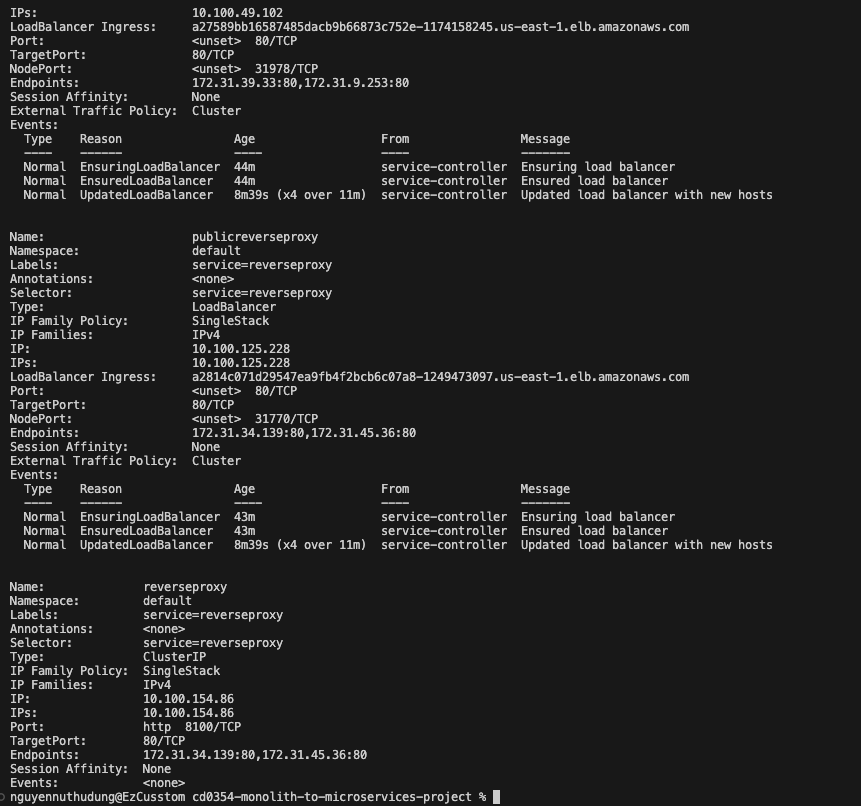 IPs:                      10.100.49.102
LoadBalancer Ingress:     a27589bb16587485dacb9b66873c752e-1174158245.us-east-1.elb.amazonaws.com
Port:                     <unset>  80/TCP
TargetPort:               80/TCP
NodePort:                 <unset>  31978/TCP
Endpoints:                172.31.39.33:80,172.31.9.253:80
Session Affinity:         None
External Traffic Policy:  Cluster
Events:
  Type    Reason                Age                   From                Message
  ----    ------                ----                  ----                -------
  Normal  EnsuringLoadBalancer  44m                   service-controller  Ensuring load balancer
  Normal  EnsuredLoadBalancer   44m                   service-controller  Ensured load balancer
  Normal  UpdatedLoadBalancer   8m39s (x4 over 11m)  service-controller  Updated load balancer with new hosts
Name:                     publicreverseproxy
Namespace:                default
Labels:                   service=reverseproxy
Annotations:              <none>
Selector:                 service=reverseproxy
Type:                     LoadBalancer
IP Family Policy:         SingleStack
IP Families:              IPv4
IP:                       10.100.125.228
IPs:                      10.100.125.228
LoadBalancer Ingress:     a2814c071d29547ea9fb4f2bcb6c07a8-1249473097.us-east-1.elb.amazonaws.com
Port:                     <unset>  80/TCP
TargetPort:               80/TCP
NodePort:                 <unset>  31770/TCP
Endpoints:                172.31.34.139:80,172.31.45.36:80
Session Affinity:         None
External Traffic Policy:  Cluster
Events:
  Type    Reason                Age                   From                Message
  ----    ------                ----                  ----                -------
  Normal  EnsuringLoadBalancer  43m                   service-controller  Ensuring load balancer
  Normal  EnsuredLoadBalancer   43m                   service-controller  Ensured load balancer
  Normal  UpdatedLoadBalancer   8m39s (x4 over 11m)  service-controller  Updated load balancer with new hosts
Name:              reverseproxy
Namespace:         default
Labels:            service=reverseproxy
Annotations:       <none>
Selector:          service=reverseproxy
Type:              ClusterIP
IP Family Policy:  SingleStack
IP Families:       IPv4
IP:                10.100.154.86
IPs:               10.100.154.86
Port:              http  8100/TCP
TargetPort:        80/TCP
Endpoints:         172.31.34.139:80,172.31.45.36:80
Session Affinity:  None
Events:            <none>
nguyennuthudung@EzCusstom cd0354-monolith-to-microservices-project %